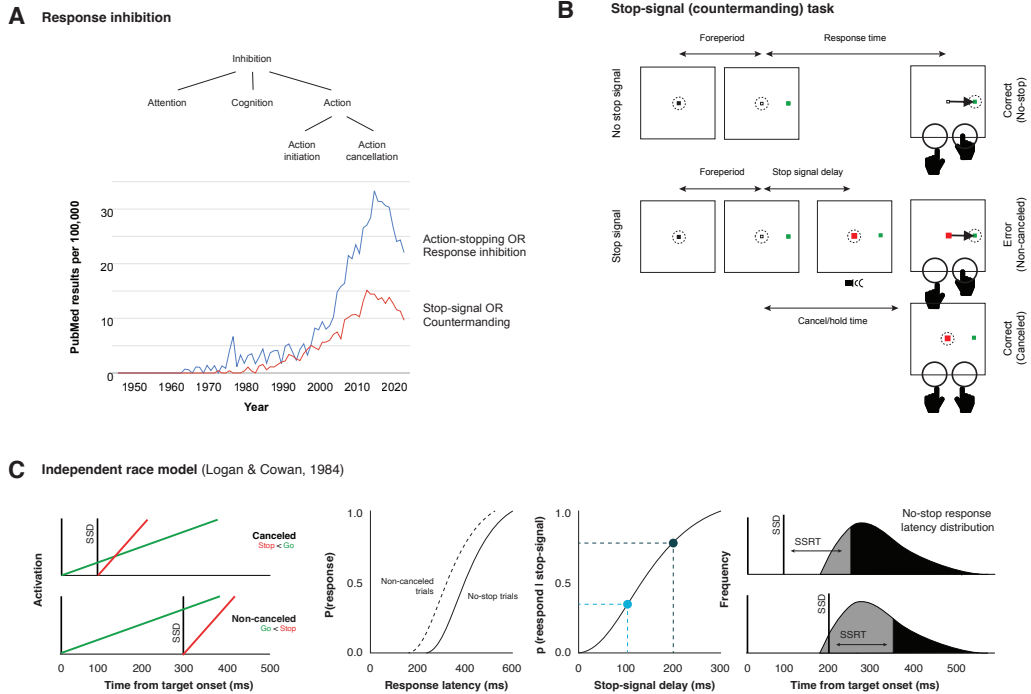 A Response inhibition
Inhibition
Attention Cognition Action
Action
initiation
Action
cancellation
PubMed results per 100,000
30
20
10
0
1950 1960 1970 1980 1990 2000 2010 2020
Year
Action-stopping OR
Response inhibition
Stop-signal OR
Countermanding
B Stop-signal (countermanding) task
Foreperiod Response time
No stop signal
Correct
(No-stop)
Foreperiod Stop signal delay
Stop signal
Error
(Non-canceled)
Cancel/hold time
Correct
(Canceled)
C Independent race model (Logan & Cowan, 1984)
Activation
SSD
Canceled
Stop < Go
SSD
Non-canceled
Go < Stop
0 100 200 300 400 500
Time from target onset (ms)
P(response)
1.0
0.5
0.0
Non-canceled
trials
No-stop trials
0 200 400 600
Response latency (ms)
p (reespond | stop-signal)
1.0
0.5
0.0
0 100 200 300
Stop-signal delay (ms)
Frequency
No-stop response
latency distribution
SSD
SSRT
SSD
SSRT
0 100 200 300 400 500
Time from target onset (ms)